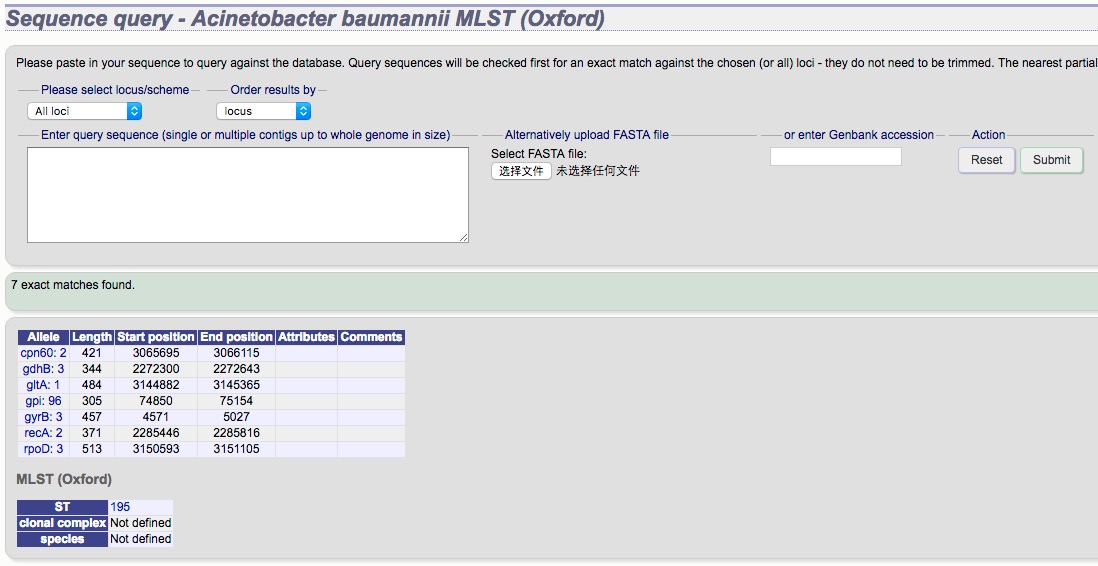 Sequence query - Acinetobacter baumannii MLST (Oxford)
Please paste in your sequence to query against the database. Query sequences will be checked first for an exact match against the chosen (or all) loci - they do not need to be trimmed. The nearest partial
Please select locus/scheme Order results by
All loci locus
Enter query sequence (single or multiple contigs up to whole genome in size) Alternatively upload FASTA file or enter Genbank accession Action
Select FASTA file:
选择文件 未选择任何文件 Reset Submit
7 exact matches found.
Allele Length Start position End position Attributes Comments
cpn60: 2 421 3065695 3066115
gdhB: 3 344 2272300 2272643
gltA: 1 484 3144882 3145365
gpi: 96 305 74850 75154
gyrB: 3 457 4571 5027
recA: 2 371 2285446 2285816
rpoD: 3 513 3150593 3151105
MLST (Oxford)
ST 195
clonal complex Not defined
species Not defined